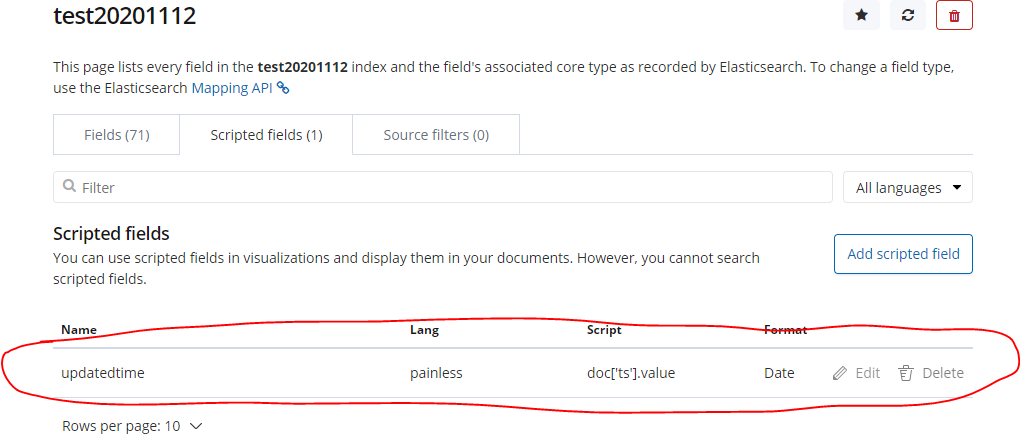 test20201112
This page lists every field in the test20201112 index and the field's associated core type as recorded by Elasticsearch. To change a field type,
use the Elasticsearch Mapping API
Fields (71)
Scripted fields (1)
Source filters (0)
Filter
All languages
Scripted fields
You can use scripted fields in visualizations and display them in your documents. However, you cannot search
scripted fields.
Add scripted field
Name Lang Script Format
updatedtime painless doc['ts'].value Date Edit Delete
Rows per page: 10